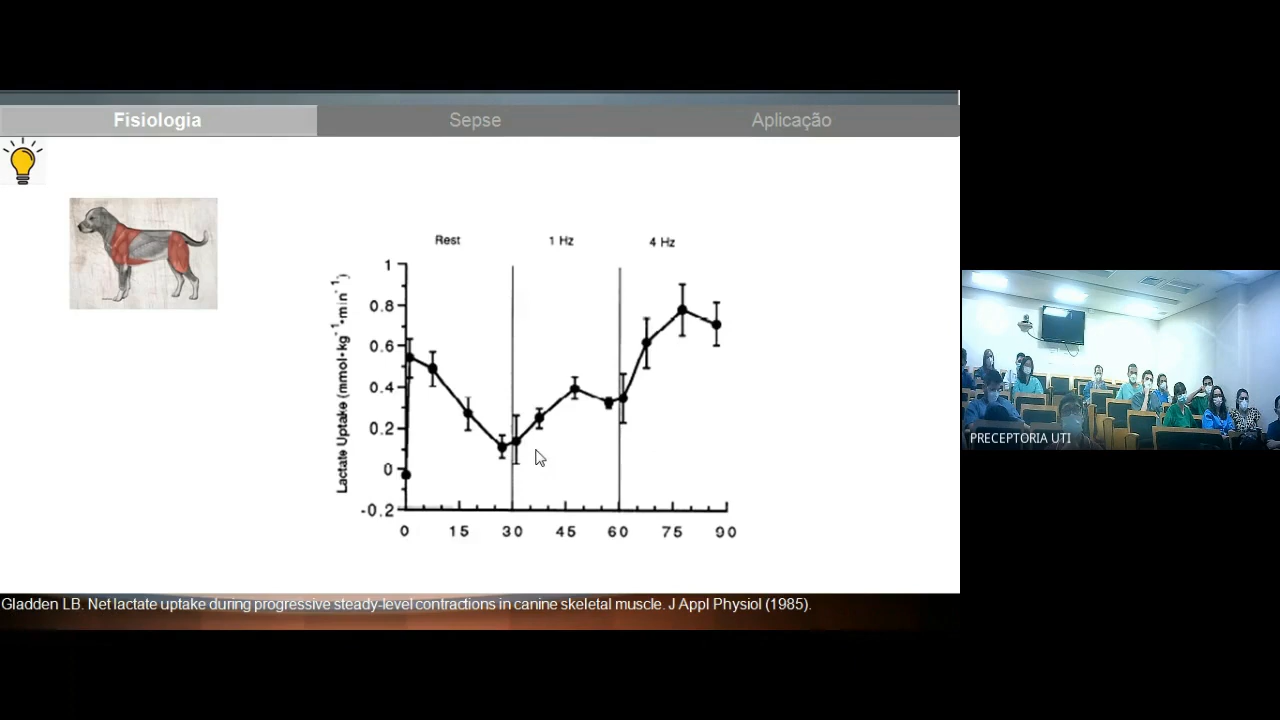 Fisiologia
Sepse
Aplicação
Rest
1 Hz
4 Hz
Lactate Uptake (mmol•kg⁻¹•min⁻¹)
1
0.8
0.6
0.4
0.2
0
-0.2
0 15 30 45 60 75 90
PRECEPTORIA UTI
Gladden LB. Net lactate uptake during progressive steady-level contractions in canine skeletal muscle. J Appl Physiol (1985).